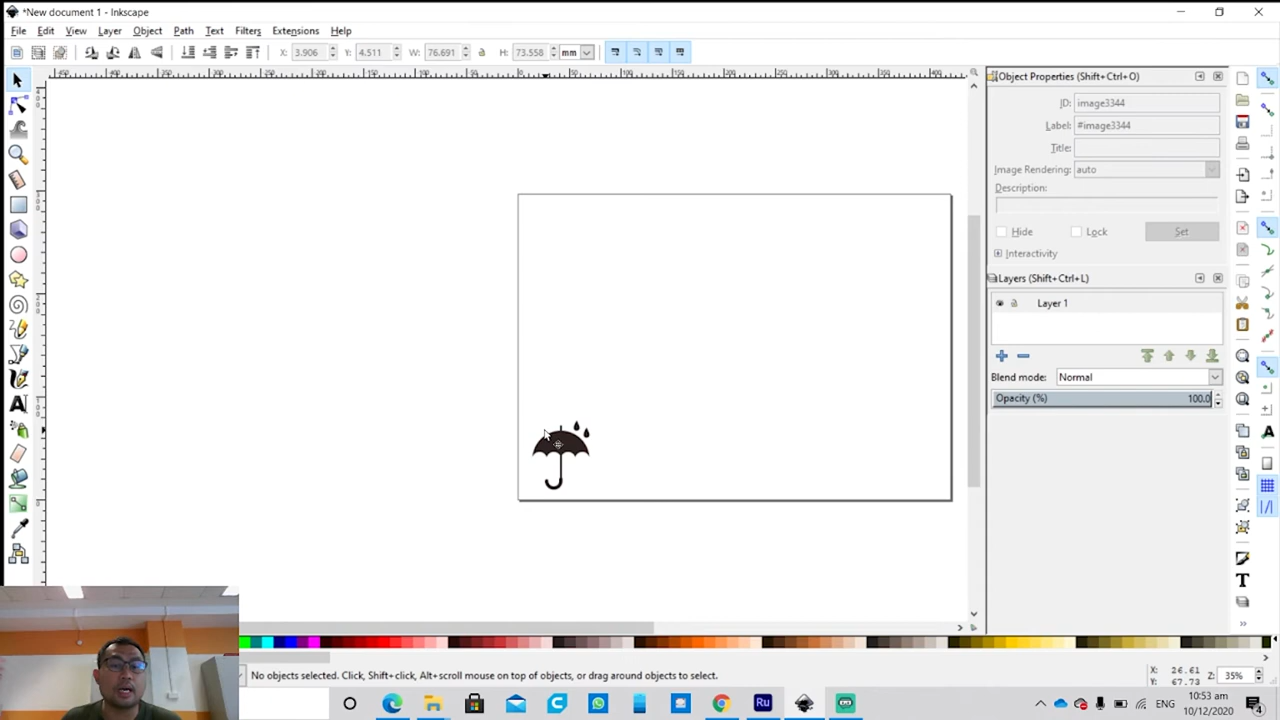 *New document 1 - Inkscape
File Edit View Layer Object Path Text Filters Extensions Help
X: 3.906 Y: 4.511 W: 76.691 H: 73.558 mm
Object Properties (Shift+Ctrl+O)
ID: image3344
Label: #image3344
Title:
Image Rendering: auto
Description:
Hide Lock Set
Interactivity
Layers (Shift+Ctrl+L)
Layer 1
Blend mode: Normal
Opacity (%) 100.0
No objects selected. Click, Shift+click, Alt+scroll mouse on top of objects, or drag around objects to select.
X: 26.61
Y: 67.73
Z: 35%
Ru
ENG
10:53 am
10/12/2020
4